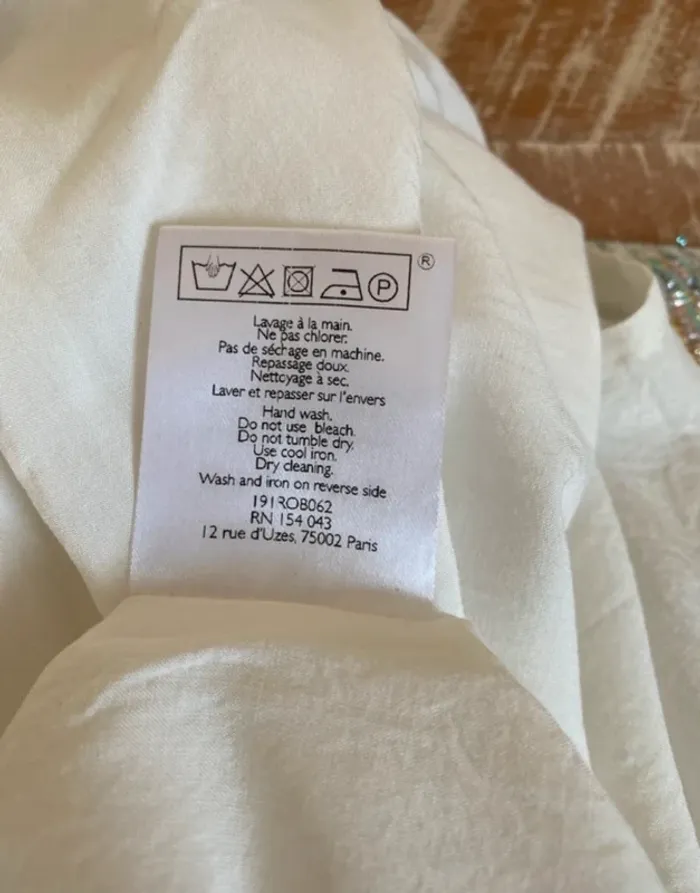 ®
P
Lavage à la main.
Ne pas chlorer.
Pas de séchage en machine.
Repassage doux.
Nettoyage à sec.
Laver et repasser sur l'envers
Hand wash.
Do not use bleach.
Do not tumble dry.
Use cool iron.
Dry cleaning.
Wash and iron on reverse side
191ROB062
RN 154 043
12 rue d'Uzes, 75002 Paris